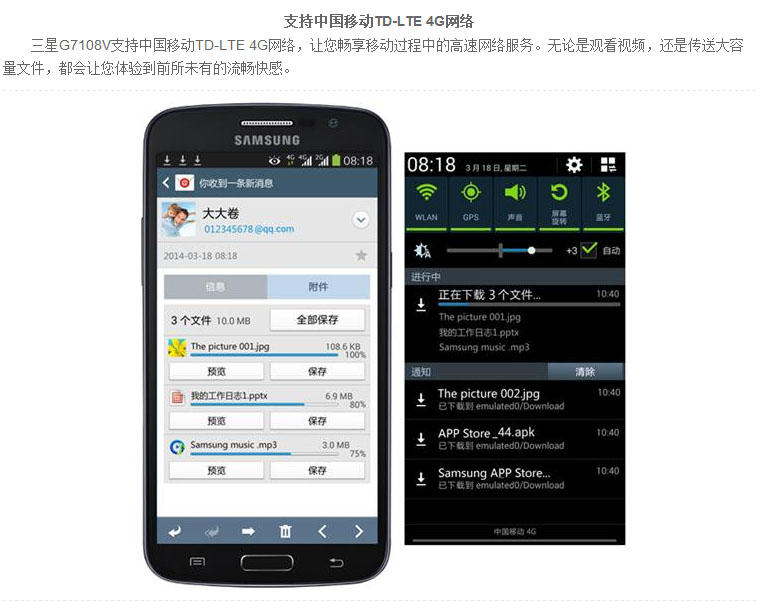 支持中国移动TD-LTE 4G网络
三星G7108V支持中国移动TD-LTE 4G网络，让您畅享移动过程中的高速网络服务。无论是观看视频，还是传送大容
量文件，都会让您体验到前所未有的流畅快感。
SAMSUNG
4G 4G 2G 08:18
你收到一条新消息
大大卷
012345678@qq.com
2014-03-18 08:18
信息 附件
3 个文件 10.0 MB 全部保存
The picture 001.jpg 108.6 KB
100%
预览 保存
我的工作日志1.pptx 6.9 MB
80%
预览 保存
Samsung music .mp3 3.0 MB
75%
预览 保存
08:18 3 月 18 日, 星期二
WLAN GPS 声音 屏幕旋转 蓝牙
+3 自动
进行中
正在下载 3 个文件... 10:40
The picture 001.jpg
我的工作日志1.pptx
Samsung music .mp3
通知 清除
The picture 002.jpg 10:40
已下载到 emulated0/Download
APP Store _44.apk 10:40
已下载到 emulated0/Download
Samsung APP Store... 10:40
已下载到 emulated0/Download
中国移动 4G